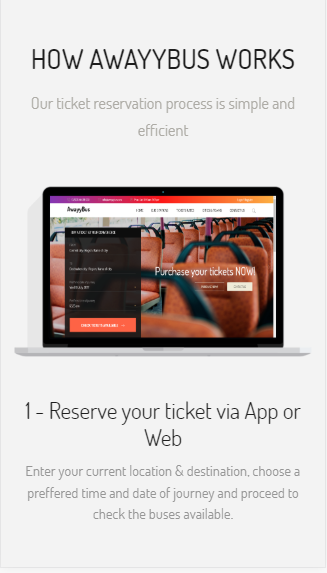 HOW AWAYYBUS WORKS
Our ticket reservation process is simple and
efficient
AwayyBus
Purchase your tickets NOW!
1 - Reserve your ticket via App or
Web
Enter your current location & destination, choose a
preffered time and date of journey and proceed to
check the buses available.